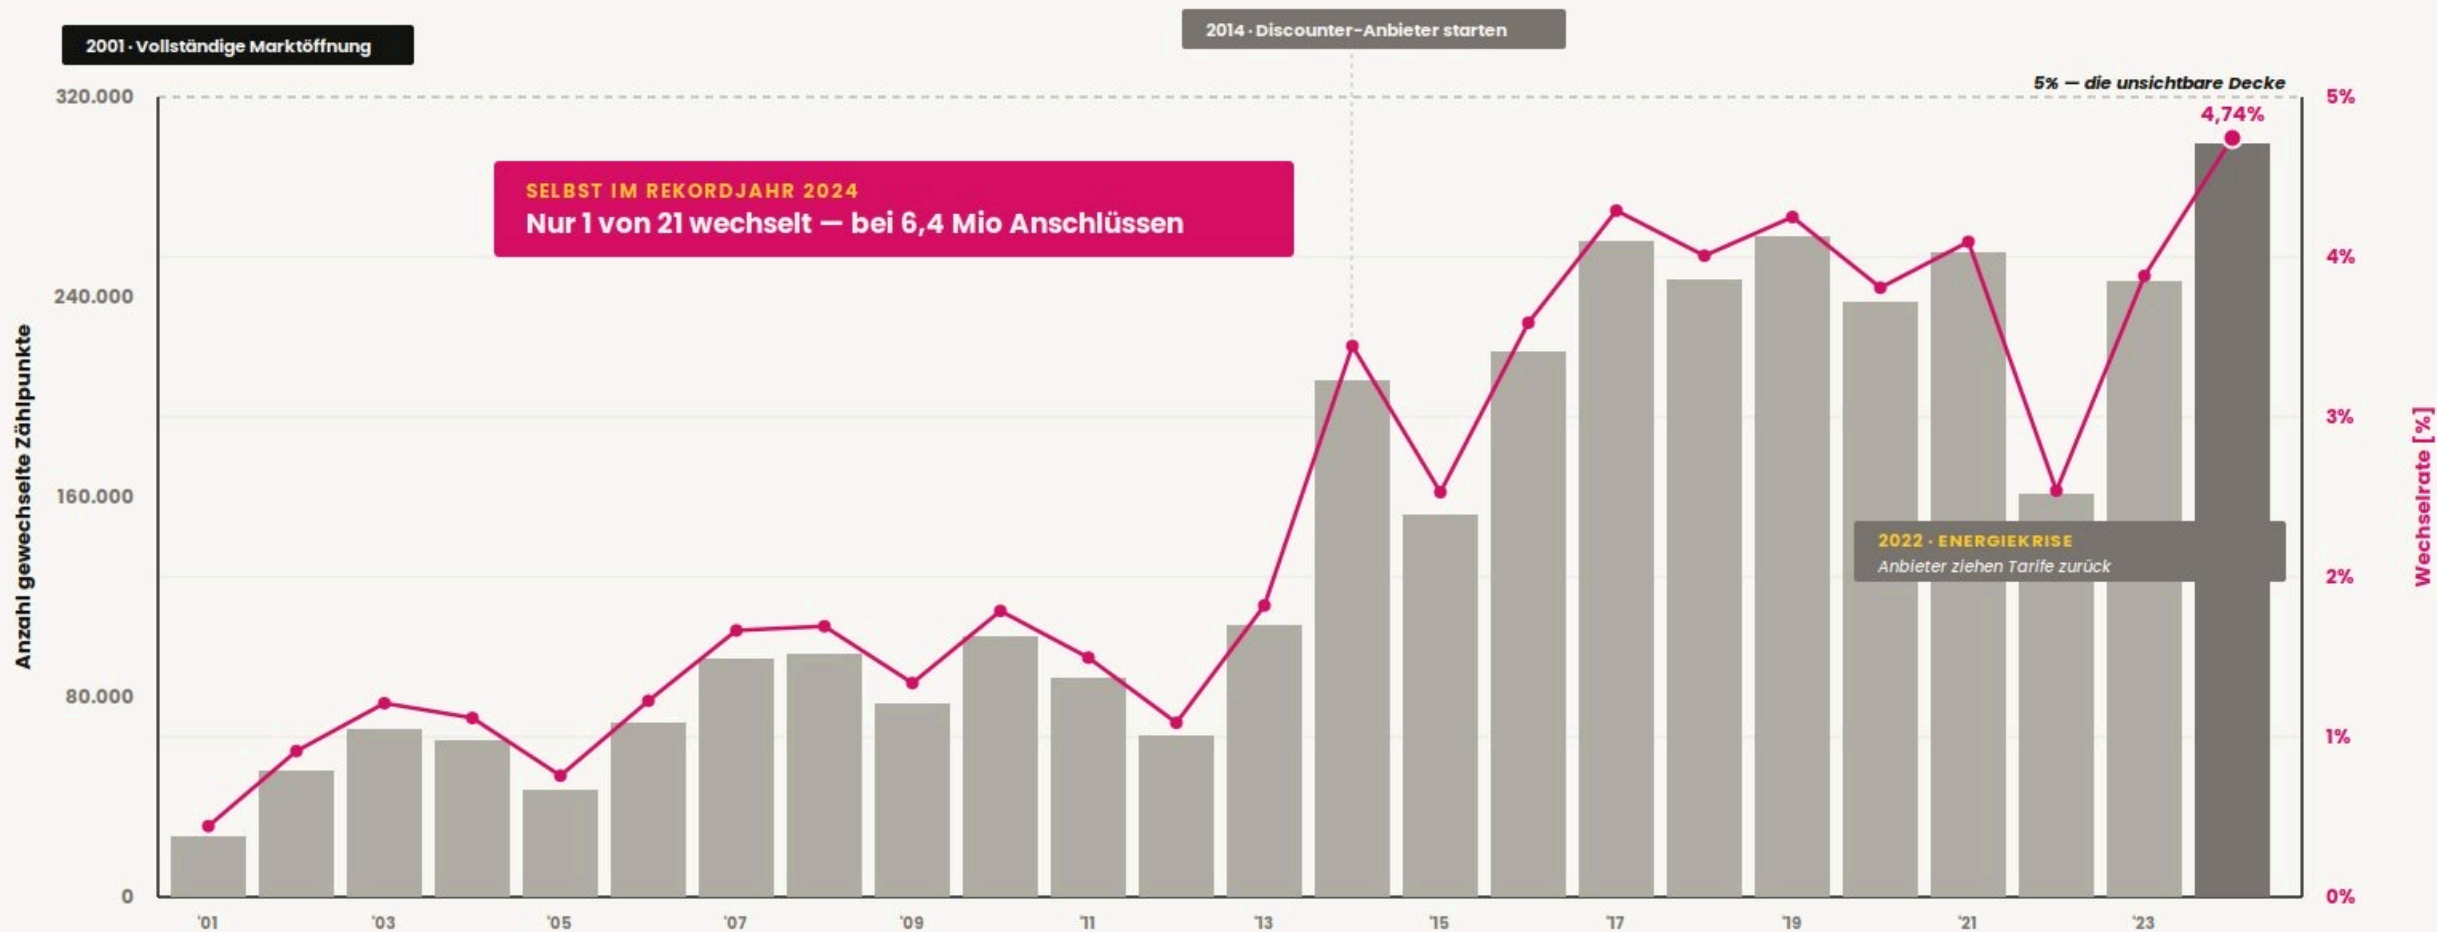 2001 · Vollständige Marktöffnung
2014 · Discounter-Anbieter starten
5% — die unsichtbare Decke
320.000
5%
4,74%
SELBST IM REKORDJAHR 2024
Nur 1 von 21 wechselt — bei 6,4 Mio Anschlüssen
4%
240.000
3%
160.000
2022 · ENERGIEKRISE
Anbieter ziehen Tarife zurück
2%
80.000
1%
0
0%
Anzahl gewechselte Zählpunkte
Wechselrate [%]
'01 '03 '05 '07 '09 '11 '13 '15 '17 '19 '21 '23